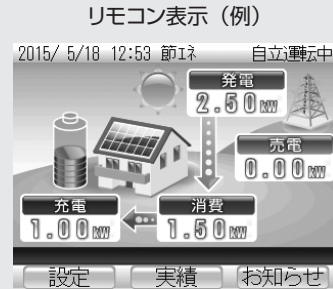 リモコン表示（例）
2015/ 5/18 12:53 節エネ 自立運転中
発電
2.50kW
売電
0.00kW
充電
1.00kW
消費
1.50kW
設定 実績 お知らせ